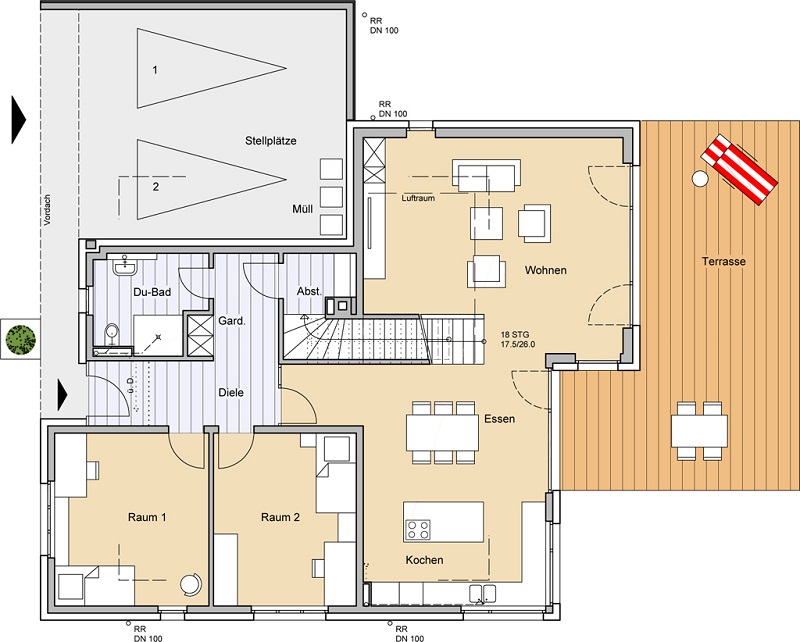 RR
DN 100
1
RR
DN 100
Stellplätze
2
Müll
Vordach
Luftraum
Wohnen
Terrasse
Du-Bad
Abst.
Gard.
18 STG
17.5/26.0
ü. D.
Diele
Essen
Raum 1
Raum 2
Kochen
RR
DN 100
RR
DN 100